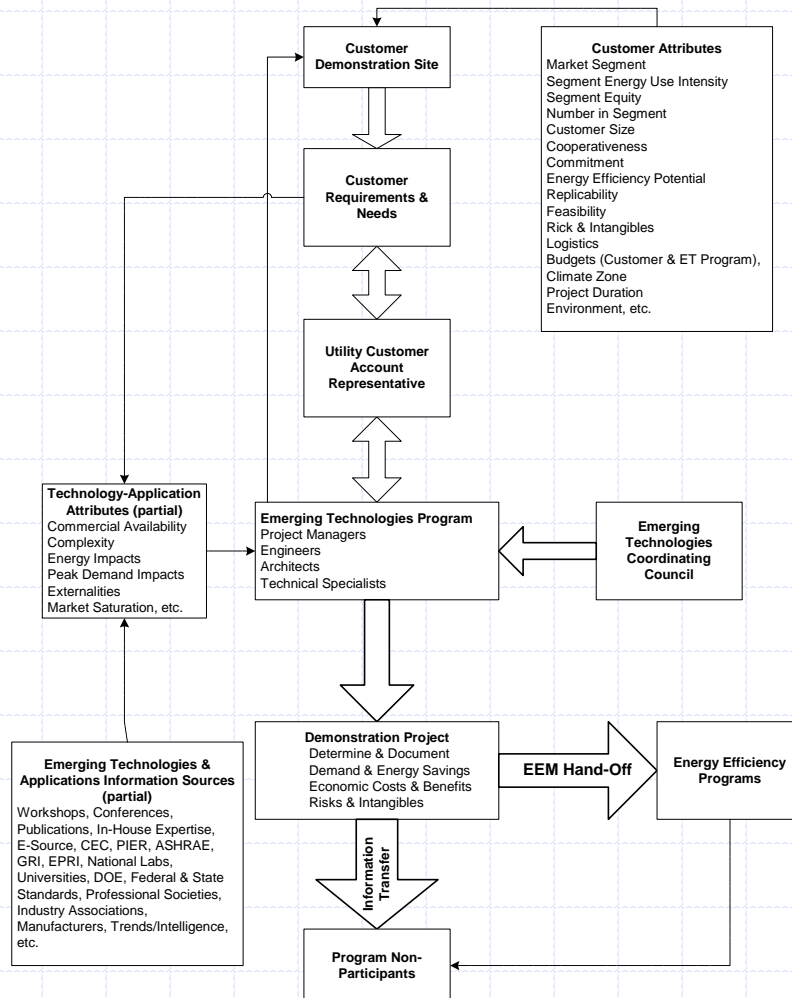 Customer
Demonstration Site
Customer Attributes
Market Segment
Segment Energy Use Intensity
Segment Equity
Number in Segment
Customer Size
Cooperativeness
Commitment
Energy Efficiency Potential
Replicability
Feasibility
Rick & Intangibles
Logistics
Budgets (Customer & ET Program),
Climate Zone
Project Duration
Environment, etc.
Customer
Requirements &
Needs
Utility Customer
Account
Representative
Technology-Application
Attributes (partial)
Commercial Availability
Complexity
Energy Impacts
Peak Demand Impacts
Externalities
Market Saturation, etc.
Emerging Technologies Program
Project Managers
Engineers
Architects
Technical Specialists
Emerging
Technologies
Coordinating
Council
Emerging Technologies &
Applications Information Sources
(partial)
Workshops, Conferences,
Publications, In-House Expertise,
E-Source, CEC, PIER, ASHRAE,
GRI, EPRI, National Labs,
Universities, DOE, Federal & State
Standards, Professional Societies,
Industry Associations,
Manufacturers, Trends/Intelligence,
etc.
Demonstration Project
Determine & Document
Demand & Energy Savings
Economic Costs & Benefits
Risks & Intangibles
EEM Hand-Off
Energy Efficiency
Programs
Information
Transfer
Program Non-
Participants